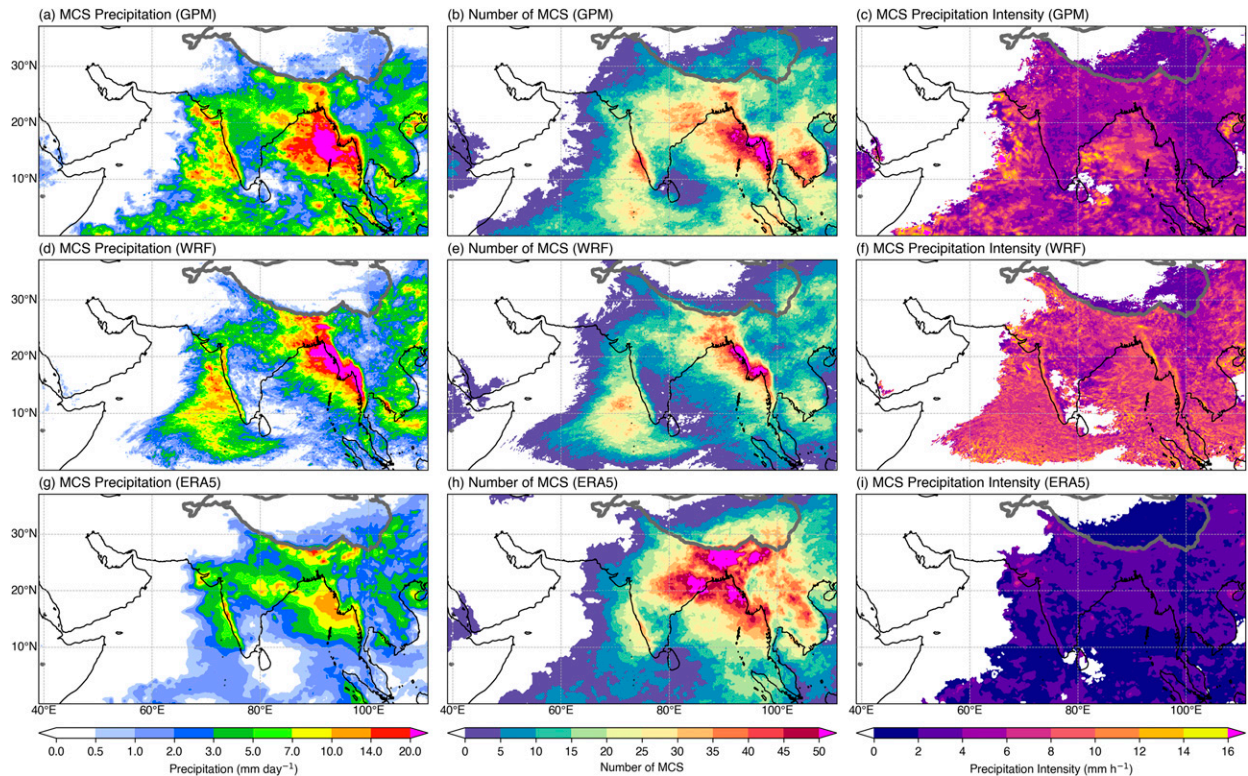 (a) MCS Precipitation (GPM) (b) Number of MCS (GPM) (c) MCS Precipitation Intensity (GPM)
30°N
20°N
10°N
(d) MCS Precipitation (WRF) (e) Number of MCS (WRF) (f) MCS Precipitation Intensity (WRF)
30°N
20°N
10°N
(g) MCS Precipitation (ERA5) (h) Number of MCS (ERA5) (i) MCS Precipitation Intensity (ERA5)
30°N
20°N
10°N
40°E 60°E 80°E 100°E 40°E 60°E 80°E 100°E 40°E 60°E 80°E 100°E
0.0 0.5 1.0 2.0 3.0 5.0 7.0 10.0 14.0 20.0 0 5 10 15 20 25 30 35 40 45 50 0 2 4 6 8 10 12 14 16
Precipitation (mm day⁻¹) Number of MCS Precipitation Intensity (mm h⁻¹)